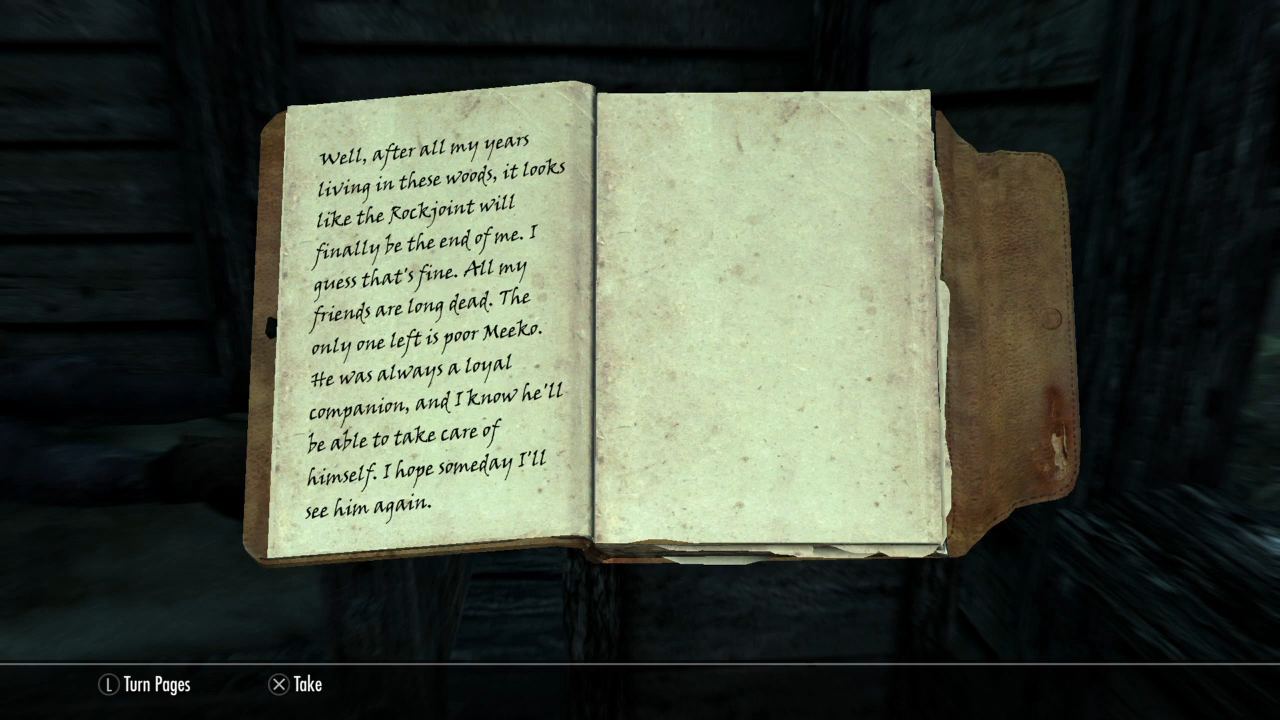 Well, after all my years
living in these woods, it looks
like the Rockjoint will
finally be the end of me. I
guess that's fine. All my
friends are long dead. The
only one left is poor Meeko.
He was always a loyal
companion, and I know he'll
be able to take care of
himself. I hope someday I'll
see him again.
L Turn Pages
X Take